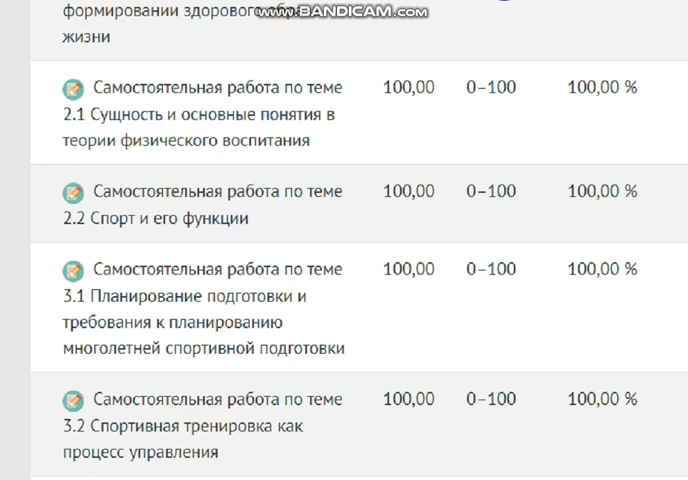 формировании здорового обра
www.BANDICAM.com
жизни
Самостоятельная работа по теме 100,00 0–100 100,00 %
2.1 Сущность и основные понятия в
теории физического воспитания
Самостоятельная работа по теме 100,00 0–100 100,00 %
2.2 Спорт и его функции
Самостоятельная работа по теме 100,00 0–100 100,00 %
3.1 Планирование подготовки и
требования к планированию
многолетней спортивной подготовки
Самостоятельная работа по теме 100,00 0–100 100,00 %
3.2 Спортивная тренировка как
процесс управления